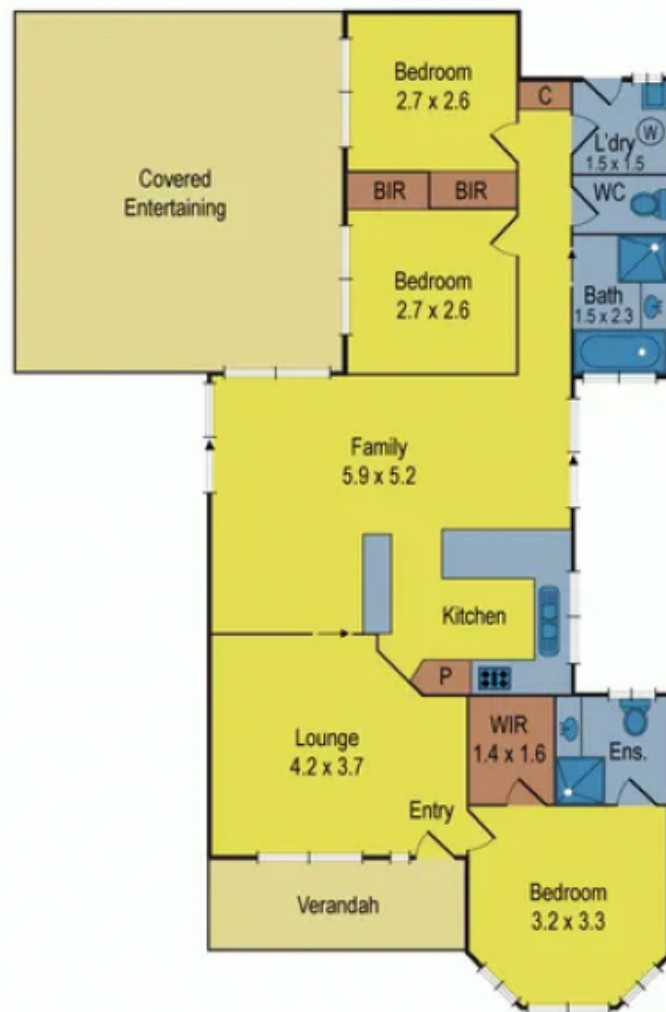 Bedroom
2.7 x 2.6
C
L'dry
1.5 x 1.5
W
Covered
Entertaining
BIR
BIR
WC
Bedroom
2.7 x 2.6
Bath
1.5 x 2.3
Family
5.9 x 5.2
Kitchen
P
Lounge
4.2 x 3.7
WIR
1.4 x 1.6
Ens.
Entry
Verandah
Bedroom
3.2 x 3.3